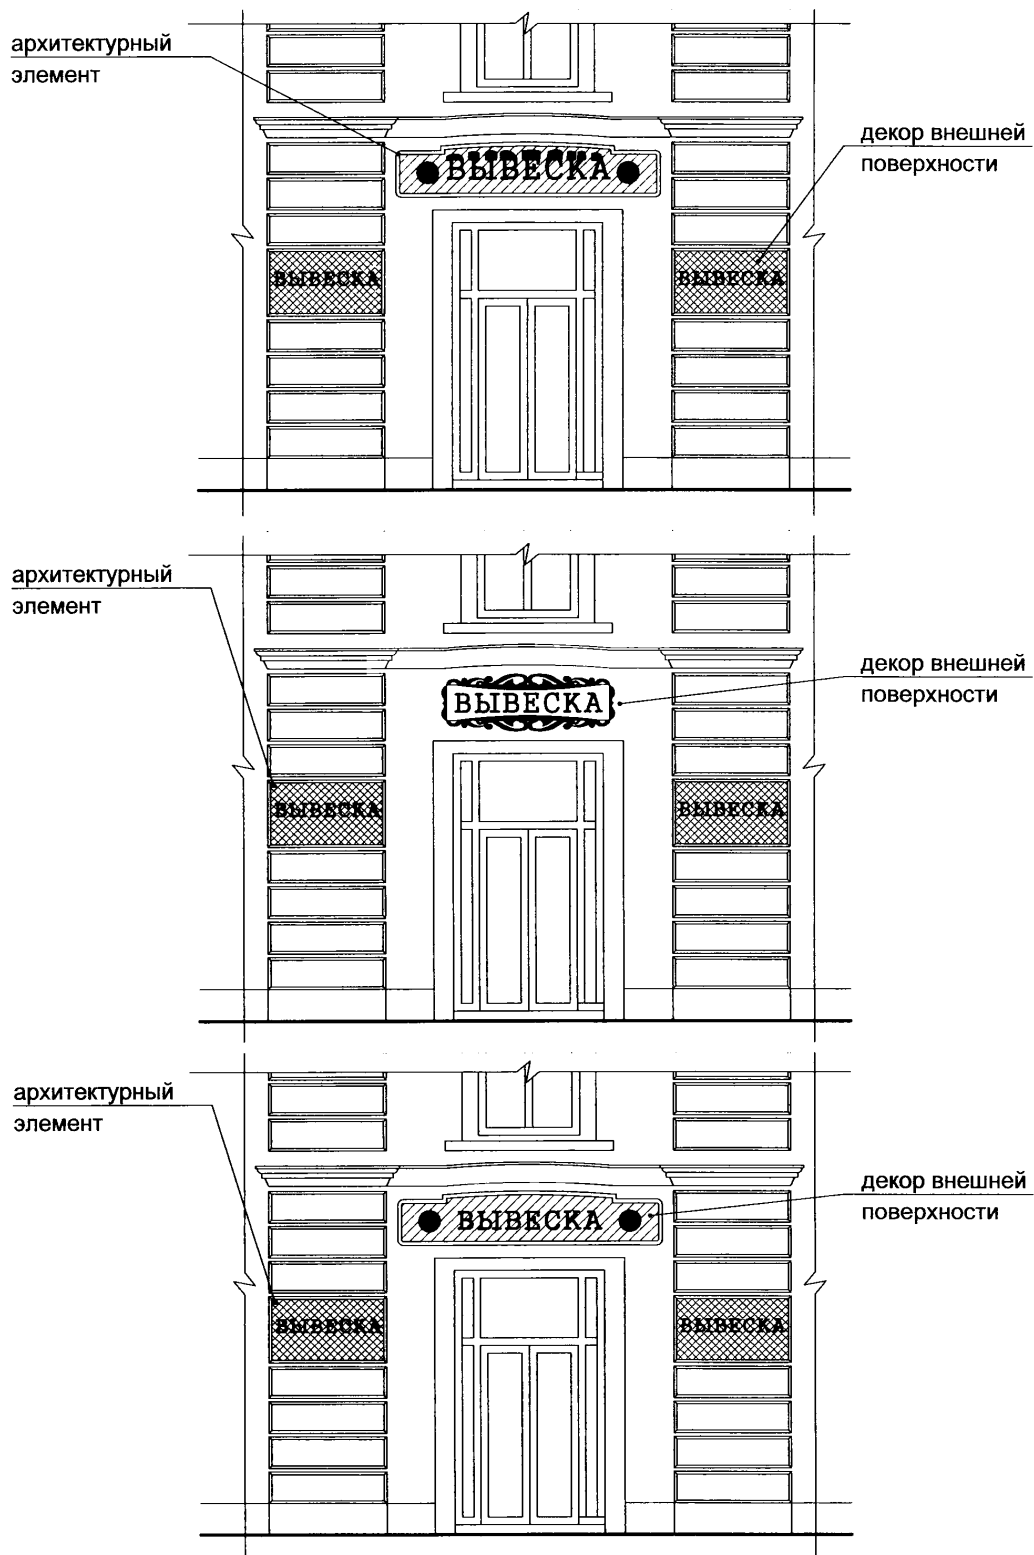 архитектурный
элемент
декор внешней
поверхности
ВЫВЕСКА
ВЫВЕСКА
ВЫВЕСКА
архитектурный
элемент
декор внешней
поверхности
ВЫВЕСКА
ВЫВЕСКА
ВЫВЕСКА
архитектурный
элемент
декор внешней
поверхности
ВЫВЕСКА
ВЫВЕСКА
ВЫВЕСКА